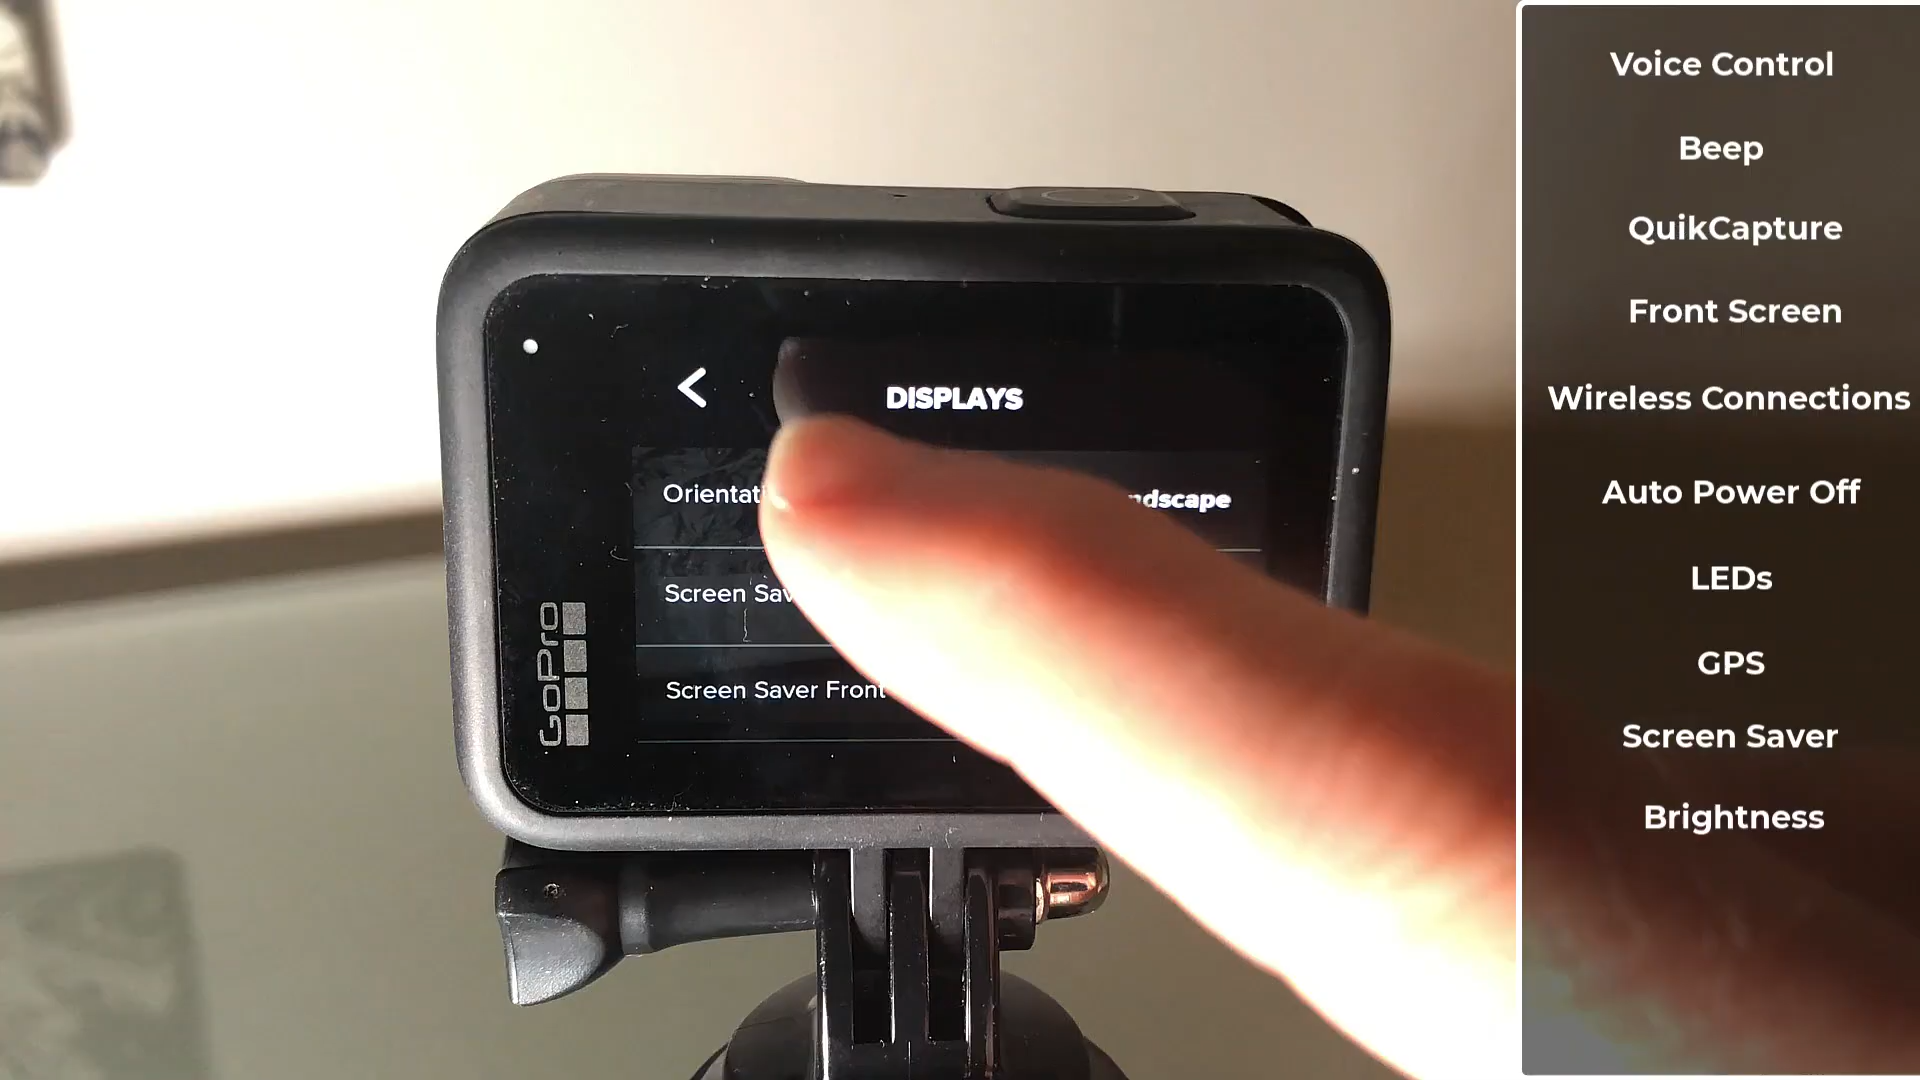 DISPLAYS
Orientati
ndscape
Screen Sav
Screen Saver Front
GoPro
Voice Control
Beep
QuikCapture
Front Screen
Wireless Connections
Auto Power Off
LEDs
GPS
Screen Saver
Brightness